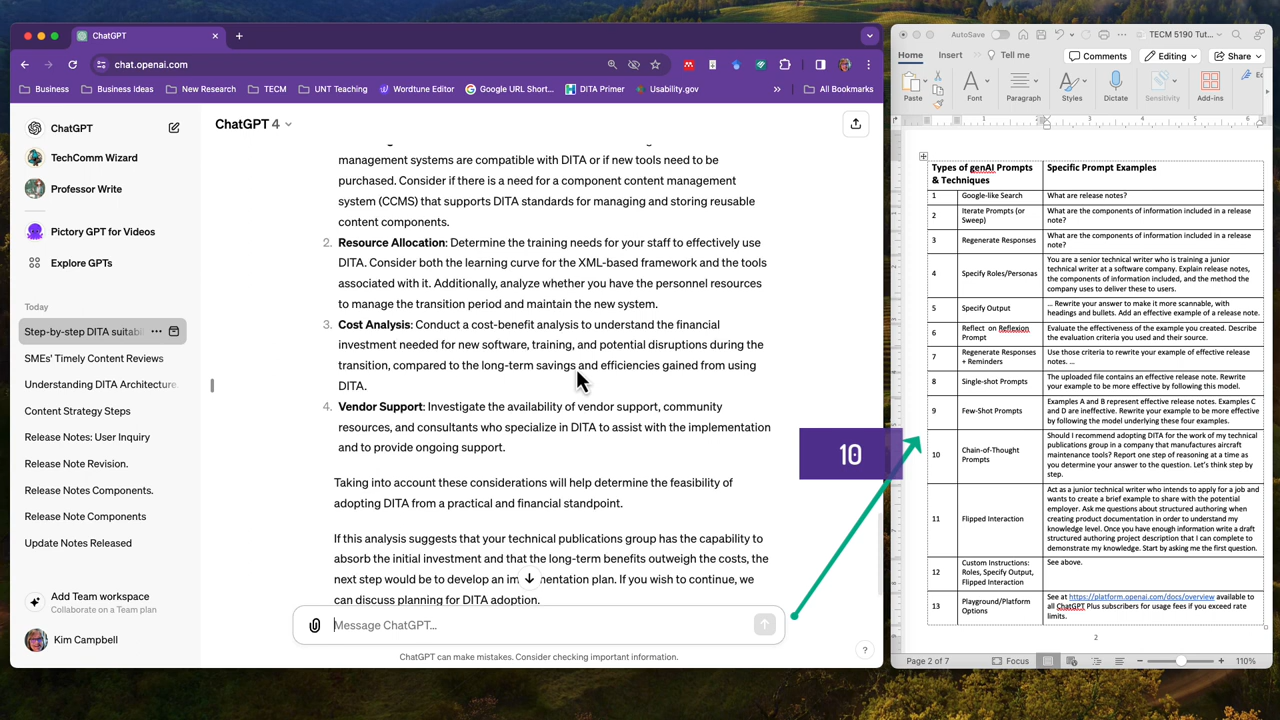 ChatGPT
chat.openai.com
Business
Business Ideas
New Research
TECM
Teaching
Wordtune Editor
Google URL Short...
DITA Primer
Usability.gov
»
All Bookmarks
ChatGPT
TechComm Wizard
Professor Write
Pictory GPT for Videos
Explore GPTs
Today
Step-by-step DITA suitabi
SMEs' Timely Content Reviews
Understanding DITA Architecture.
Content Strategy Steps
Release Notes: User Inquiry
Release Note Revision.
Release Note Components.
Release Note Components
Update Notes Released
Add Team workspace
Collaborate on a Team plan
Kim Campbell
ChatGPT 4
management systems are compatible with DITA or if new tools need to be
purchased. Consider if there is a need for a component content management
system (CCMS) that supports DITA standards for managing and storing reusable
content components.
2. Resource Allocation: Determine the training needs for your staff to effectively use
DITA. Consider both the learning curve for the XML-based framework and the tools
associated with it. Additionally, analyze whether you have the personnel resources
to manage the transition period and maintain the new system.
3. Cost Analysis: Conduct a cost-benefit analysis to understand the financial
investment needed for new software, training, and potential disruptions during the
transition, compared to the long-term savings and efficiencies gained from using
DITA.
4. Vendor Support: Investigate the availability of vendor support, community
resources, and consultants who specialize in DITA to assist with the implementation
and to provide ongoing support.
Taking into account these considerations will help determine the feasibility of
adopting DITA from a practical and financial standpoint.
If this analysis suggests that your technical publications group has the capability to
absorb the initial investment and that the long-term benefits outweigh the costs, the
next step would be to develop an im ntation plan. If you wish to continue, we
can discuss planning for DITA adoption.
ChatGPT...
ChatGPT can make mistakes. Consider checking important information.
?
10
AutoSave
TECM 5190 Tut...
Home
Insert
Tell me
Comments
Editing
Share
Paste
Font
Paragraph
Styles
Dictate
Sensitivity
Add-ins
1 2 3 4 5 6
Types of genAI Prompts & Techniques
Specific Prompt Examples
1
Google-like Search
What are release notes?
2
Iterate Prompts (or
Sweep)
What are the components of information included in a release
note?
3
Regenerate Responses
What are the components of information included in a release
note?
4
Specify Roles/Personas
You are a senior technical writer who is training a junior
technical writer at a software company. Explain release notes,
the components of information included, and the method the
company uses to deliver these to users.
5
Specify Output
... Rewrite your answer to make it more scannable, with
headings and bullets. Add an effective example of a release note.
6
Reflect on Reflexion
Prompt
Evaluate the effectiveness of the example you created. Describe
the evaluation criteria you used and their source.
7
Regenerate Responses
+ Reminders
Use those criteria to rewrite your example of effective release
notes. ...
8
Single-shot Prompts
The uploaded file contains an effective release note. Rewrite
your example to be more effective by following this model.
9
Few-Shot Prompts
Examples A and B represent effective release notes. Examples C
and D are ineffective. Rewrite your example to be more effective
by following the model underlying these four examples.
10
Chain-of-Thought
Prompts
Should I recommend adopting DITA for the work of my technical
publications group in a company that manufactures aircraft
maintenance tools? Report one step of reasoning at a time as
you determine your answer to the question. Let's think step by
step.
11
Flipped Interaction
Act as a junior technical writer who intends to apply for a job and
wants to create a brief example to share with the potential
employer. Ask me questions about structured authoring when
creating product documentation in order to understand my
knowledge level. Once you have enough information write a draft
structured authoring project description that I can complete to
demonstrate my knowledge. Start by asking me the first question.
12
Custom Instructions:
Roles, Specify Output,
Flipped Interaction
See above.
13
Playground/Platform
Options
See at https://platform.openai.com/docs/overview available to
all ChatGPT Plus subscribers for usage fees if you exceed rate
limits.
2
Page 2 of 7
Focus
110%